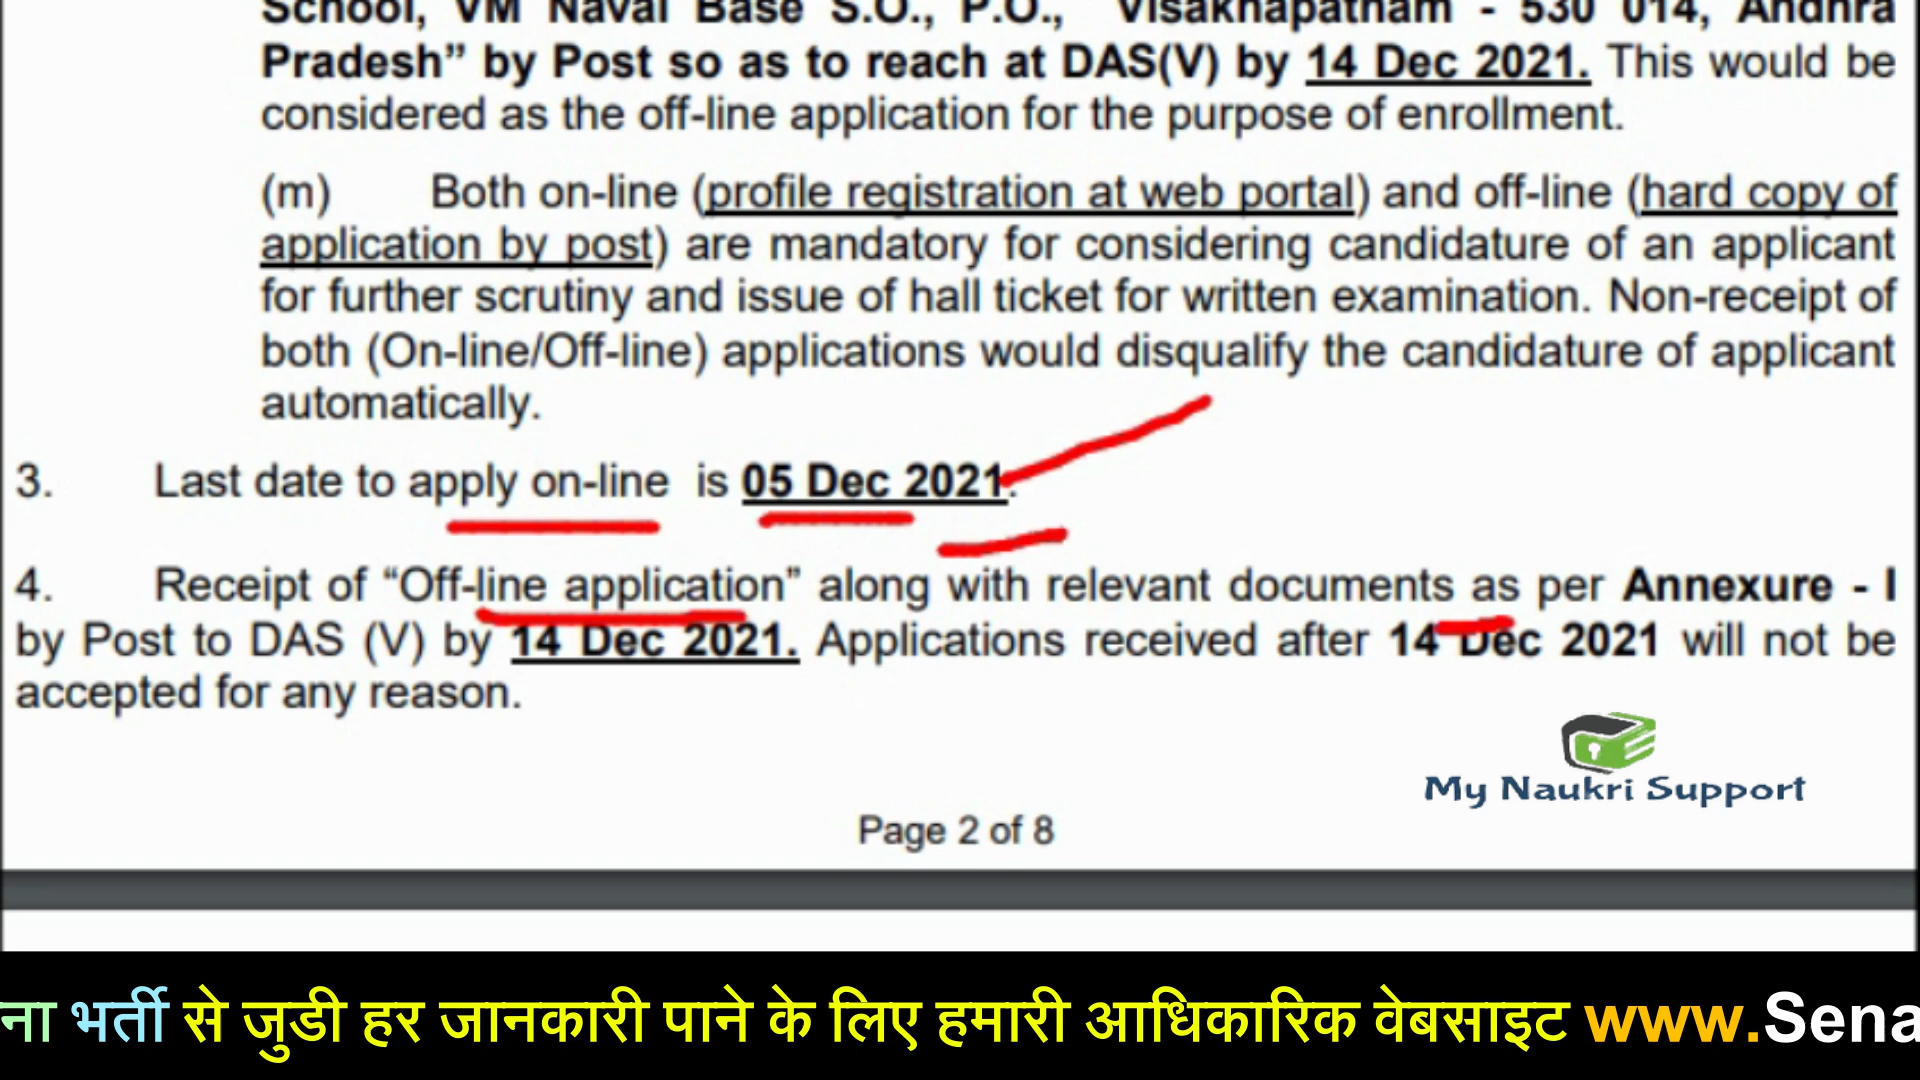 School, VM Naval Base S.O., P.O., Visakhapatnam - 530 014, Andhra
Pradesh” by Post so as to reach at DAS(V) by 14 Dec 2021. This would be
considered as the off-line application for the purpose of enrollment.
(m) Both on-line (profile registration at web portal) and off-line (hard copy of
application by post) are mandatory for considering candidature of an applicant
for further scrutiny and issue of hall ticket for written examination. Non-receipt of
both (On-line/Off-line) applications would disqualify the candidature of applicant
automatically.
3. Last date to apply on-line is 05 Dec 2021.
4. Receipt of “Off-line application” along with relevant documents as per Annexure - I
by Post to DAS (V) by 14 Dec 2021. Applications received after 14 Dec 2021 will not be
accepted for any reason.
My Naukri Support
Page 2 of 8
ना भर्ती से जुडी हर जानकारी पाने के लिए हमारी आधिकारिक वेबसाइट www.Sena